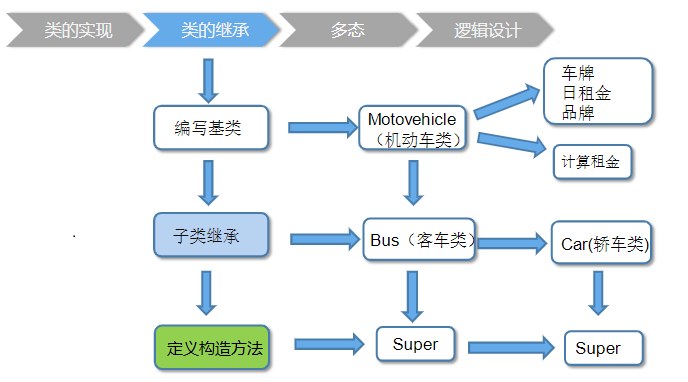 类的实现
类的继承
多态
逻辑设计
编写基类
Motovehicle
（机动车类）
车牌
日租金
品牌
计算租金
子类继承
Bus（客车类）
Car(轿车类)
定义构造方法
Super
Super